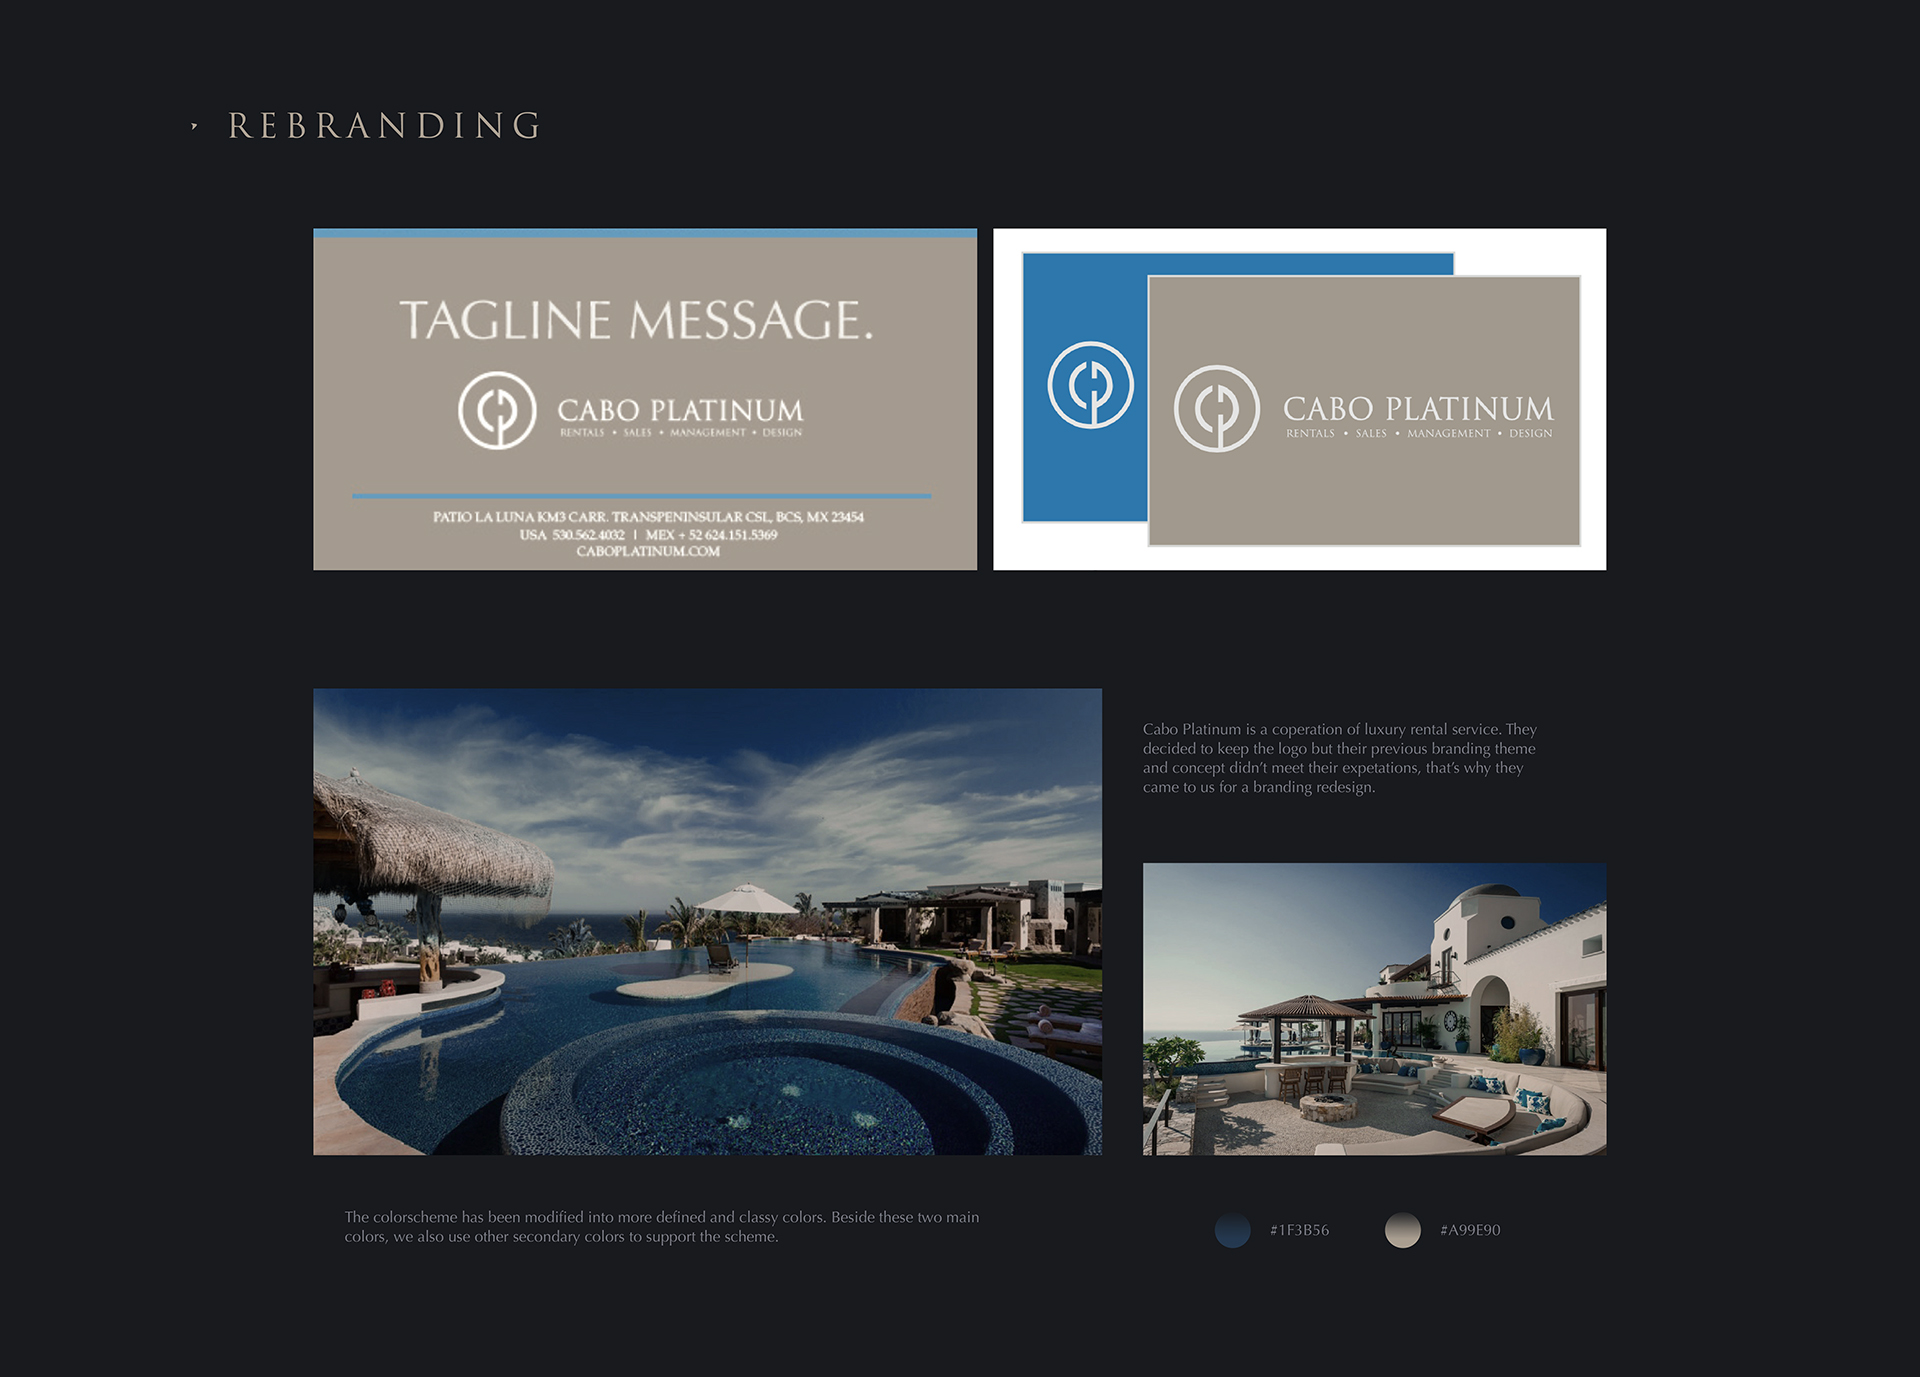 REBRANDING
TAGLINE MESSAGE.
CP CABO PLATINUM
RENTALS • SALES • MANAGEMENT • DESIGN
PATIO LA LUNA KM3 CARR. TRANSPENINSULAR CSL, BCS, MX 23454
USA 530.562.4032 | MEX + 52 624.151.5369
CABOPLATINUM.COM
CP
CP CABO PLATINUM
RENTALS • SALES • MANAGEMENT • DESIGN
Cabo Platinum is a coperation of luxury rental service. They
decided to keep the logo but their previous branding theme
and concept didn't meet their expetations, that's why they
came to us for a branding redesign.
The colorscheme has been modified into more defined and classy colors. Beside these two main
colors, we also use other secondary colors to support the scheme.
#1F3B56
#A99E90